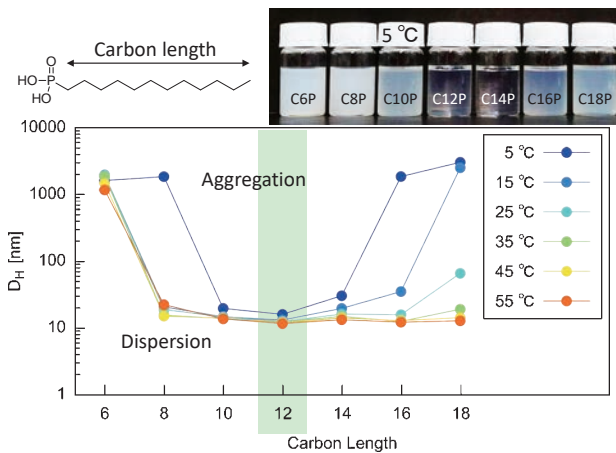 Carbon length
O
HO P
HO
5 ℃
C6P C8P C10P C12P C14P C16P C18P
10000
1000
100
10
1
D_H [nm]
Aggregation
Dispersion
5 ℃
15 ℃
25 ℃
35 ℃
45 ℃
55 ℃
6 8 10 12 14 16 18
Carbon Length